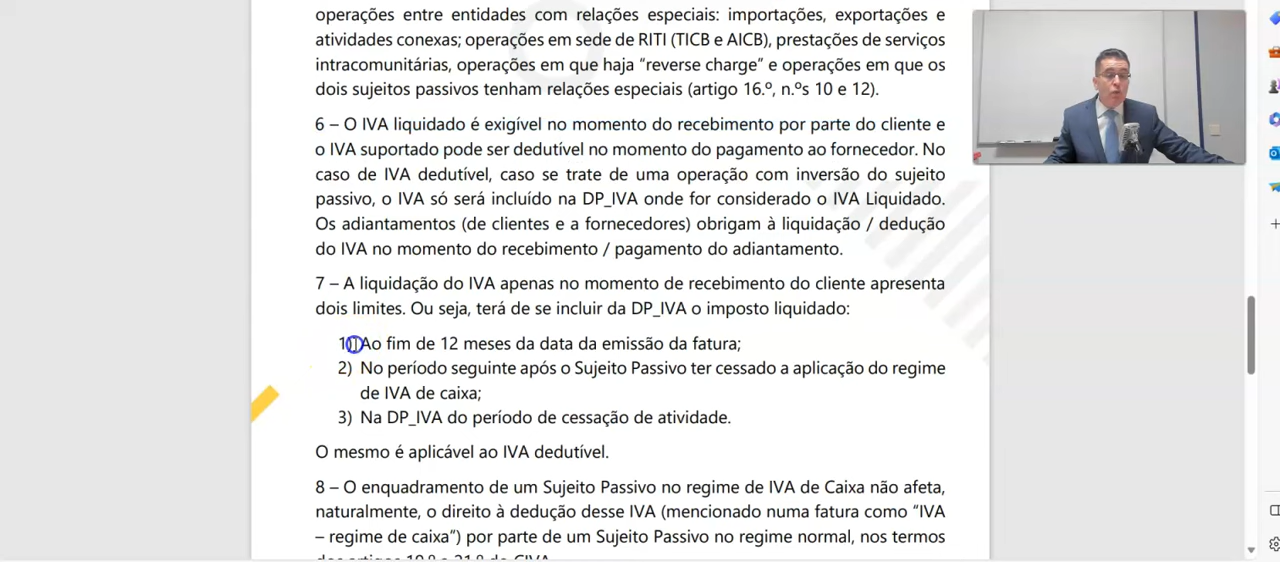 operações entre entidades com relações especiais: importações, exportações e
atividades conexas; operações em sede de RITI (TICB e AICB), prestações de serviços
intracomunitárias, operações em que haja “reverse charge” e operações em que os
dois sujeitos passivos tenham relações especiais (artigo 16.º, n.ºs 10 e 12).
6 – O IVA liquidado é exigível no momento do recebimento por parte do cliente e
o IVA suportado pode ser dedutível no momento do pagamento ao fornecedor. No
caso de IVA dedutível, caso se trate de uma operação com inversão do sujeito
passivo, o IVA só será incluído na DP_IVA onde for considerado o IVA Liquidado.
Os adiantamentos (de clientes e a fornecedores) obrigam à liquidação / dedução
do IVA no momento do recebimento / pagamento do adiantamento.
7 – A liquidação do IVA apenas no momento de recebimento do cliente apresenta
dois limites. Ou seja, terá de se incluir da DP_IVA o imposto liquidado:
1) Ao fim de 12 meses da data da emissão da fatura;
2) No período seguinte após o Sujeito Passivo ter cessado a aplicação do regime
de IVA de caixa;
3) Na DP_IVA do período de cessação de atividade.
O mesmo é aplicável ao IVA dedutível.
8 – O enquadramento de um Sujeito Passivo no regime de IVA de Caixa não afeta,
naturalmente, o direito à dedução desse IVA (mencionado numa fatura como “IVA
– regime de caixa”) por parte de um Sujeito Passivo no regime normal, nos termos
dos artigos 19.º a 21.º do CIVA.